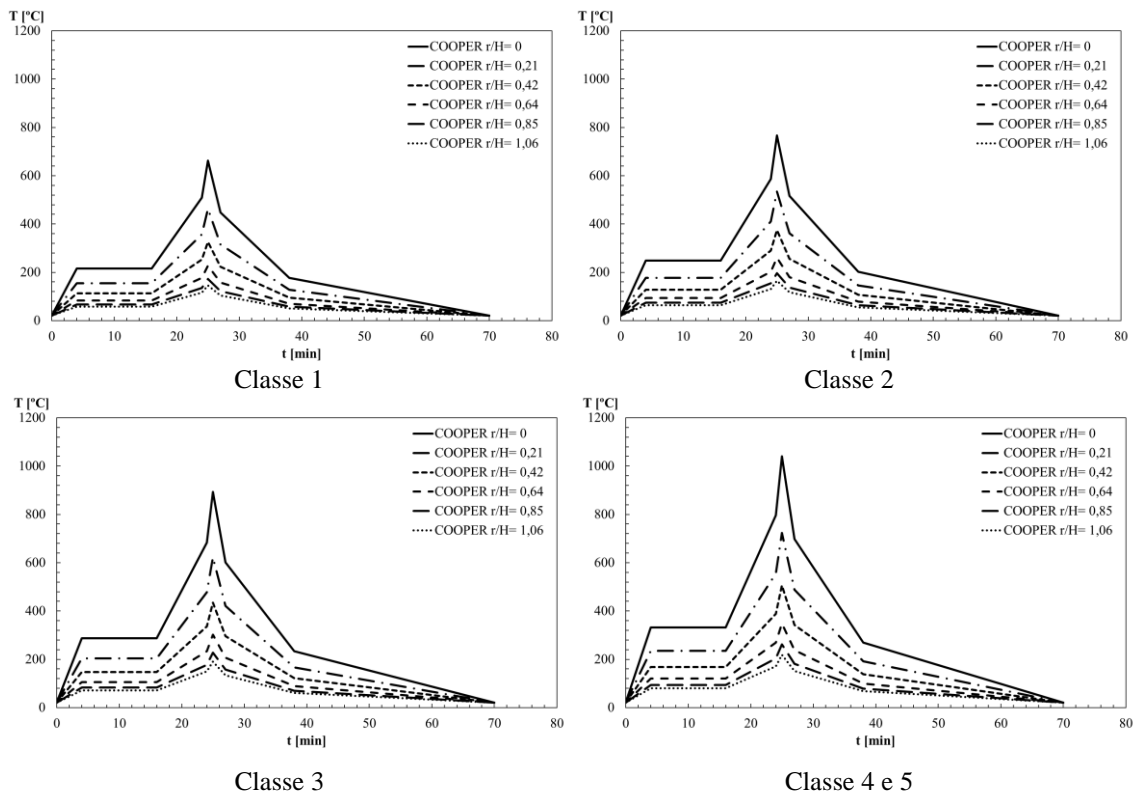 T [ºC]
1200
1000
800
600
400
200
0
0 10 20 30 40 50 60 70 80
t [min]
COOPER r/H= 0
COOPER r/H= 0,21
COOPER r/H= 0,42
COOPER r/H= 0,64
COOPER r/H= 0,85
COOPER r/H= 1,06
Classe 1
T [ºC]
1200
1000
800
600
400
200
0
0 10 20 30 40 50 60 70 80
t [min]
COOPER r/H= 0
COOPER r/H= 0,21
COOPER r/H= 0,42
COOPER r/H= 0,64
COOPER r/H= 0,85
COOPER r/H= 1,06
Classe 2
T [ºC]
1200
1000
800
600
400
200
0
0 10 20 30 40 50 60 70 80
t [min]
COOPER r/H= 0
COOPER r/H= 0,21
COOPER r/H= 0,42
COOPER r/H= 0,64
COOPER r/H= 0,85
COOPER r/H= 1,06
Classe 3
T [ºC]
1200
1000
800
600
400
200
0
0 10 20 30 40 50 60 70 80
t [min]
COOPER r/H= 0
COOPER r/H= 0,21
COOPER r/H= 0,42
COOPER r/H= 0,64
COOPER r/H= 0,85
COOPER r/H= 1,06
Classe 4 e 5